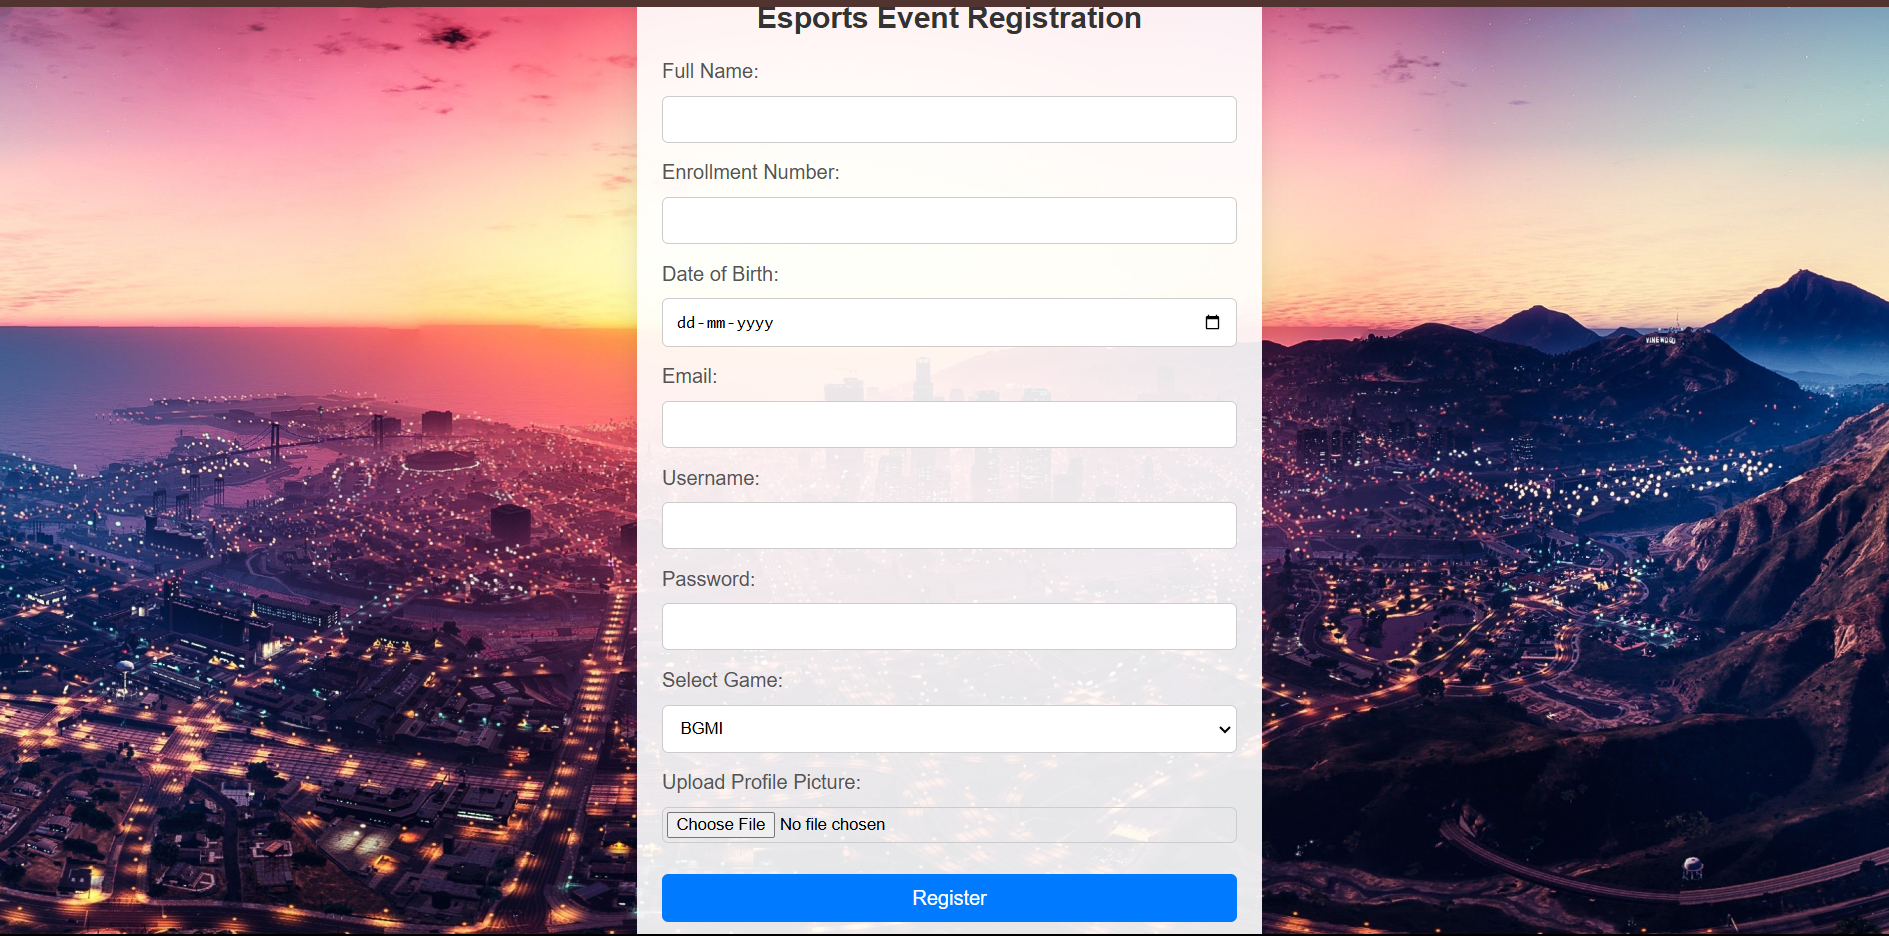 Esports Event Registration
Full Name:
Enrollment Number:
Date of Birth:
dd-mm-yyyy
Email:
VINEWOOD
Username:
Password:
Select Game:
BGMI
Upload Profile Picture:
Choose File No file chosen
Register